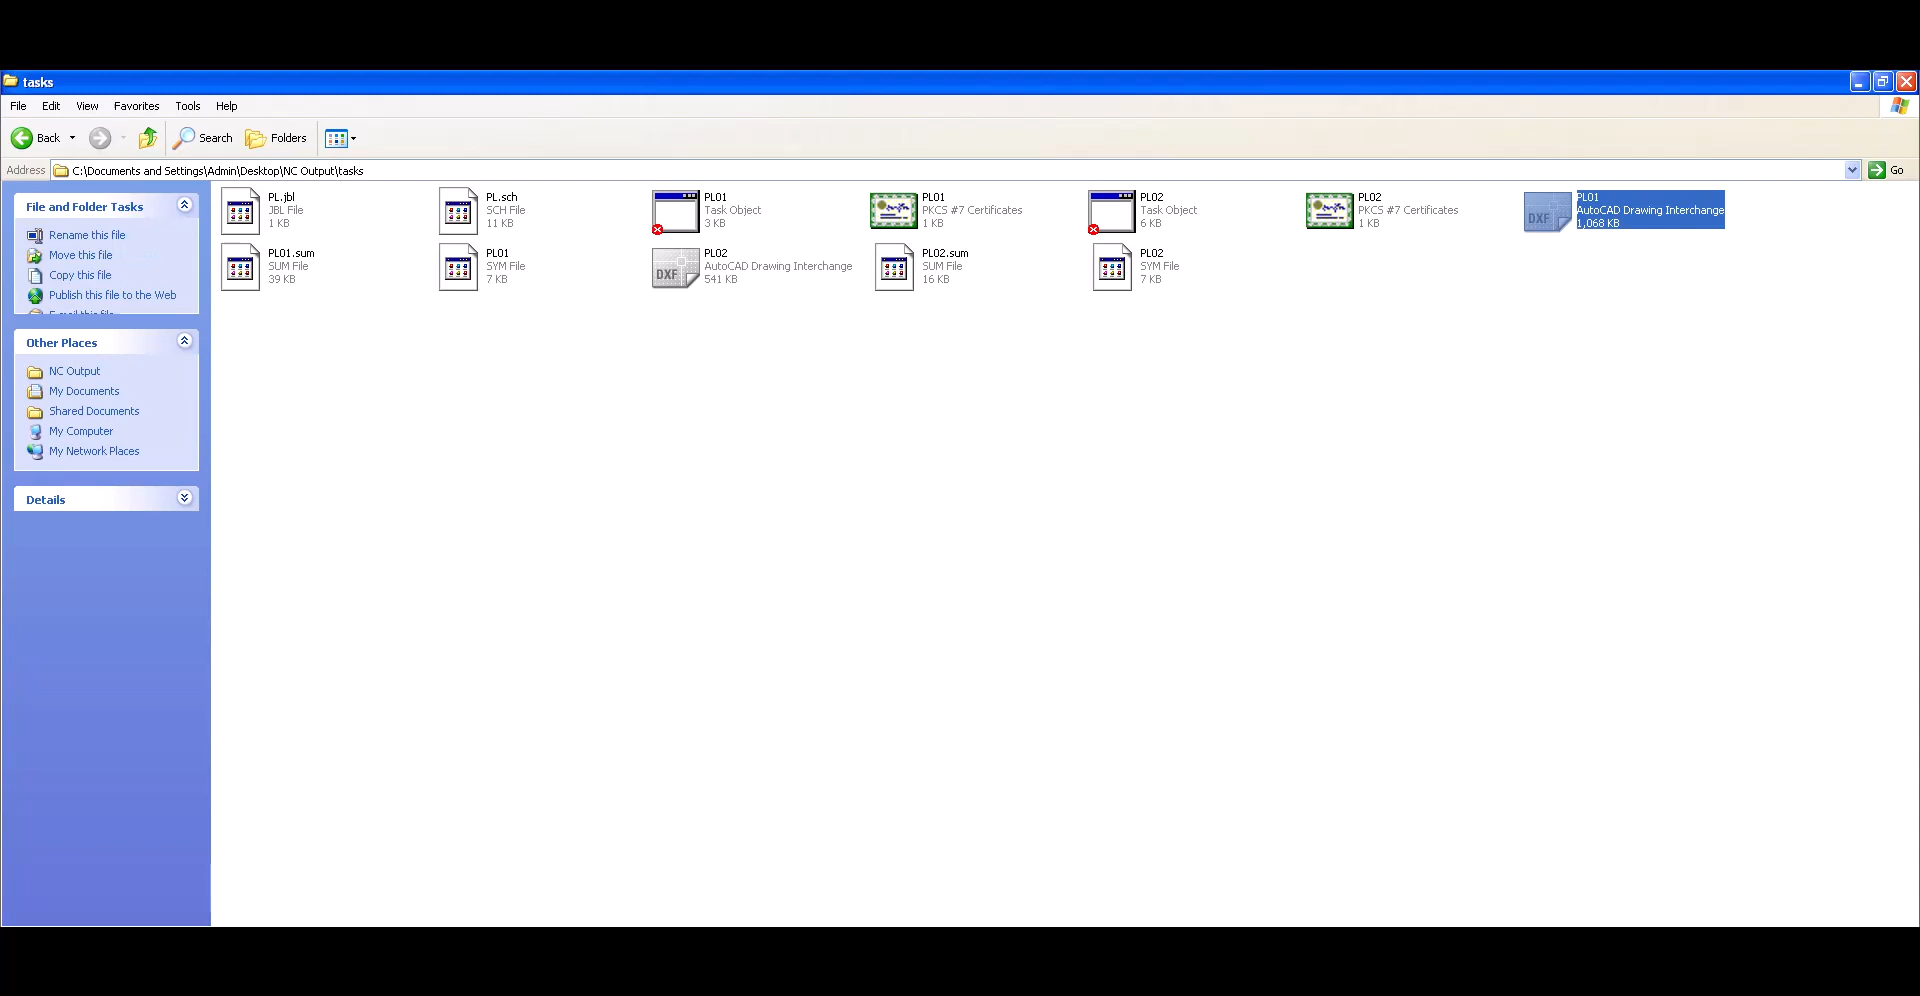 tasks
File Edit View Favorites Tools Help
Back Search Folders
Address C:\Documents and Settings\Admin\Desktop\NC Output\tasks Go
File and Folder Tasks
Rename this file
Move this file
Copy this file
Publish this file to the Web
E-mail this file
Other Places
NC Output
My Documents
Shared Documents
My Computer
My Network Places
Details
PL.jbl
JBL File
1 KB
PL.sch
SCH File
11 KB
PL01
Task Object
3 KB
PL01
PKCS #7 Certificates
1 KB
PL02
Task Object
6 KB
PL02
PKCS #7 Certificates
1 KB
DXF
PL01
AutoCAD Drawing Interchange
1,068 KB
PL01.sum
SUM File
39 KB
PL01
SYM File
7 KB
DXF
PL02
AutoCAD Drawing Interchange
541 KB
PL02.sum
SUM File
16 KB
PL02
SYM File
7 KB